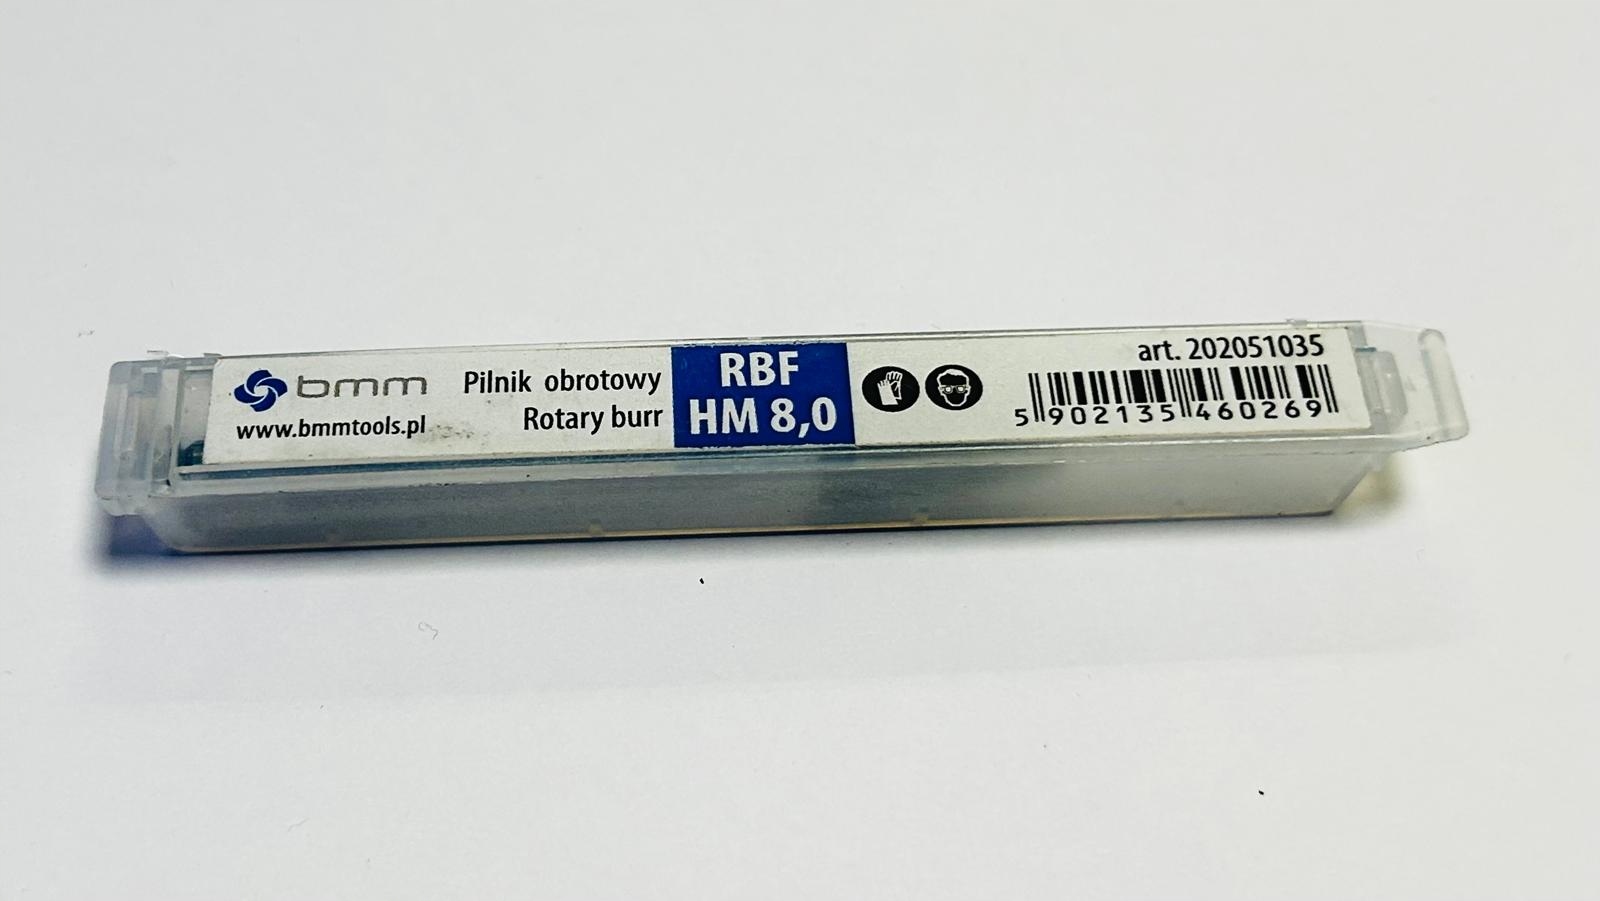 bmm
www.bmmtools.pl
Pilnik obrotowy
Rotary burr
RBF
HM 8,0
art. 202051035
5 902135 460269